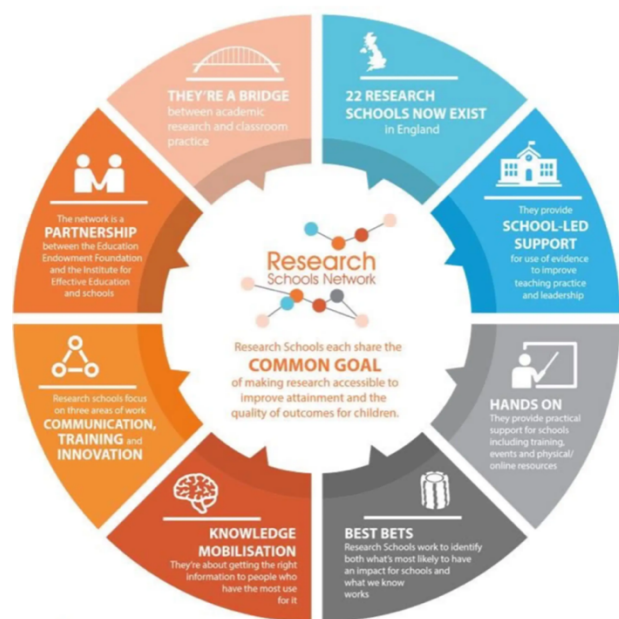 THEY'RE A BRIDGE
between academic
research and classroom
practice
22 RESEARCH
SCHOOLS NOW EXIST
in England
They provide
SCHOOL-LED
SUPPORT
for use of evidence
to improve
teaching practice
and leadership
HANDS ON
They provide practical
support for schools
including training,
events and physical/
online resources
BEST BETS
Research Schools work to identify
both what's most likely to have
an impact for schools and
what we know
works
KNOWLEDGE
MOBILISATION
They're about getting the right
information to people who
have the most use
for it
Research schools focus
on three areas of work
COMMUNICATION,
TRAINING and
INNOVATION
The network is a
PARTNERSHIP
between the Education
Endowment Foundation
and the Institute for
Effective Education
and schools
Research
Schools Network
Research Schools each share the
COMMON GOAL
of making research accessible to
improve attainment and the
quality of outcomes for children.